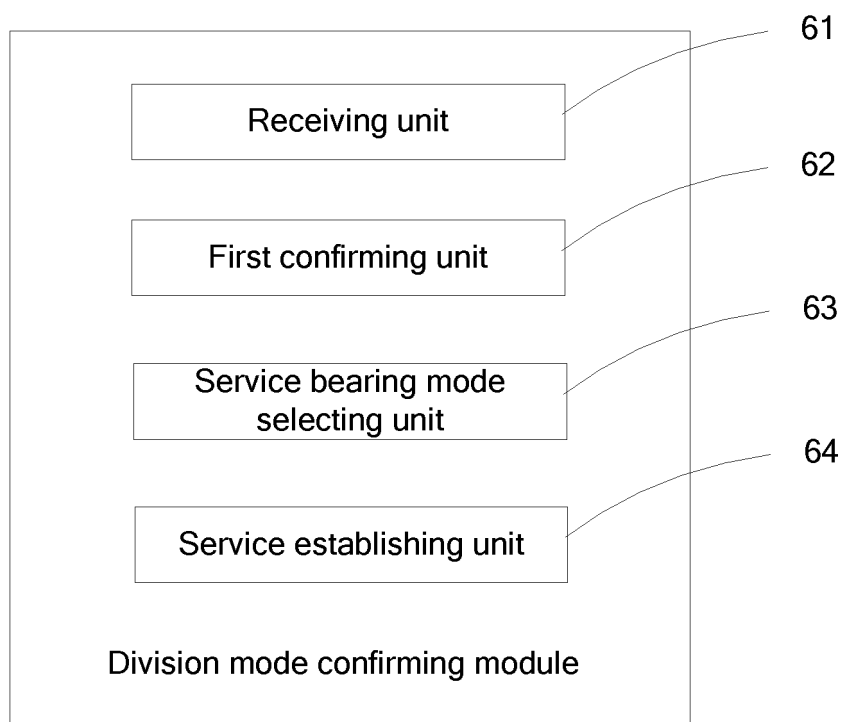 61
Receiving unit
62
First confirming unit
63
Service bearing mode
selecting unit
64
Service establishing unit
Division mode confirming module